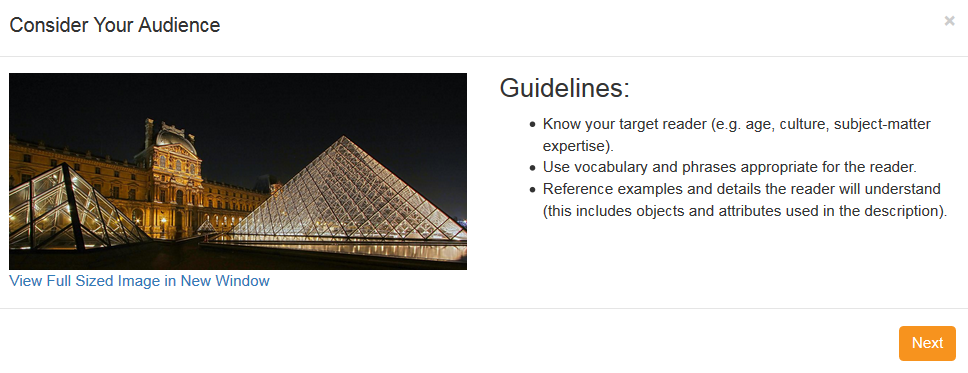 Consider Your Audience
×
Guidelines:
• Know your target reader (e.g. age, culture, subject-matter
expertise).
• Use vocabulary and phrases appropriate for the reader.
• Reference examples and details the reader will understand
(this includes objects and attributes used in the description).
View Full Sized Image in New Window
Next